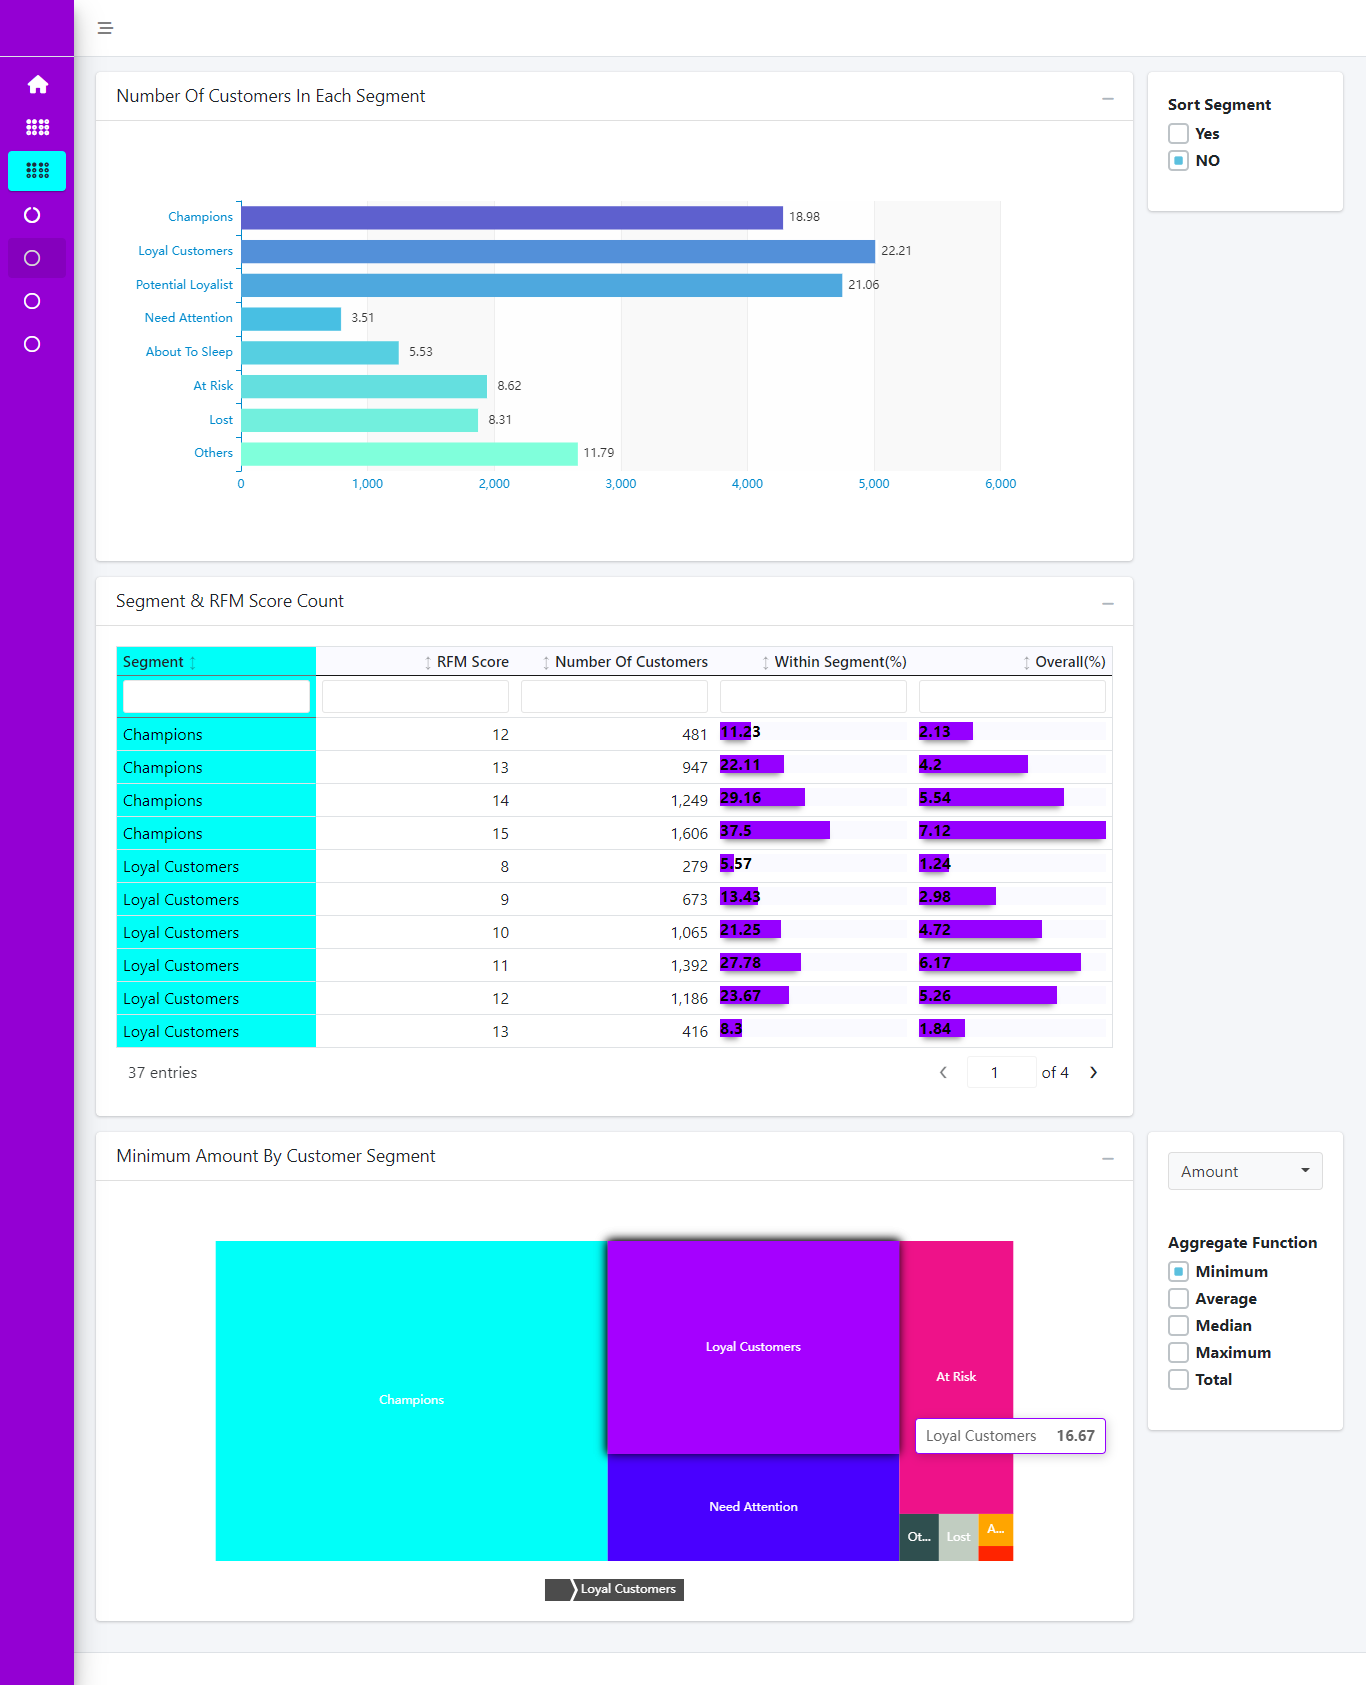 Number Of Customers In Each Segment
Sort Segment
Yes
NO
Champions 18.98
Loyal Customers 22.21
Potential Loyalist 21.06
Need Attention 3.51
About To Sleep 5.53
At Risk 8.62
Lost 8.31
Others 11.79
0 1,000 2,000 3,000 4,000 5,000 6,000
Segment & RFM Score Count
Segment RFM Score Number Of Customers Within Segment(%) Overall(%)
Champions 12 481 11.23 2.13
Champions 13 947 22.11 4.2
Champions 14 1,249 29.16 5.54
Champions 15 1,606 37.5 7.12
Loyal Customers 8 279 5.57 1.24
Loyal Customers 9 673 13.43 2.98
Loyal Customers 10 1,065 21.25 4.72
Loyal Customers 11 1,392 27.78 6.17
Loyal Customers 12 1,186 23.67 5.26
Loyal Customers 13 416 8.3 1.84
37 entries 1 of 4
Minimum Amount By Customer Segment
Amount
Aggregate Function
Minimum
Average
Median
Maximum
Total
Champions
Loyal Customers
At Risk
Loyal Customers 16.67
Need Attention
Ot...
Lost
A...
Loyal Customers